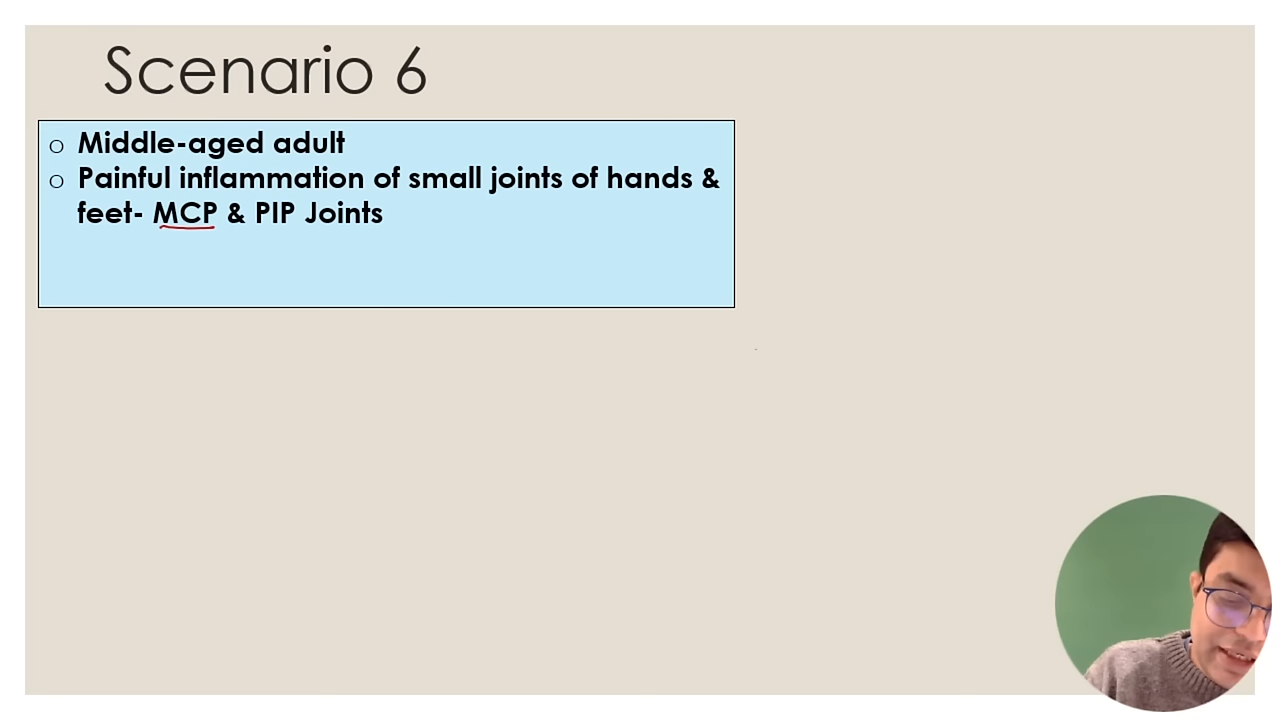 Scenario 6
o Middle-aged adult
o Painful inflammation of small joints of hands &
feet- MCP & PIP Joints